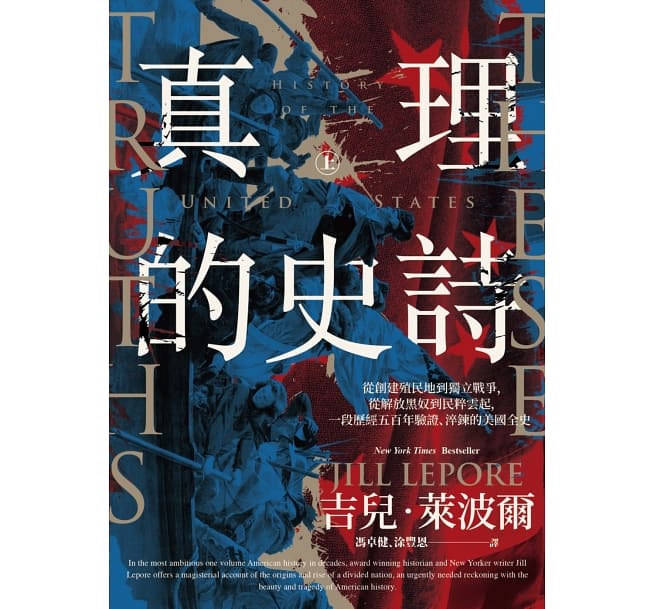 THESE
TRUTHS
A
HISTORY
OF THE
UNITED STATES
真理
上
的史詩
從創建殖民地到獨立戰爭,
從解放黑奴到民粹雲起,
一段歷經五百年驗證、淬鍊的美國全史
New York Times Bestseller
JILL LEPORE
吉兒·萊波爾
馮卓健、涂豐恩——譯
In the most ambitious one volume American history in decades, award winning historian and New Yorker writer Jill
Lepore offers a magisterial account of the origins and rise of a divided nation, an urgently needed reckoning with the
beauty and tragedy of American history.